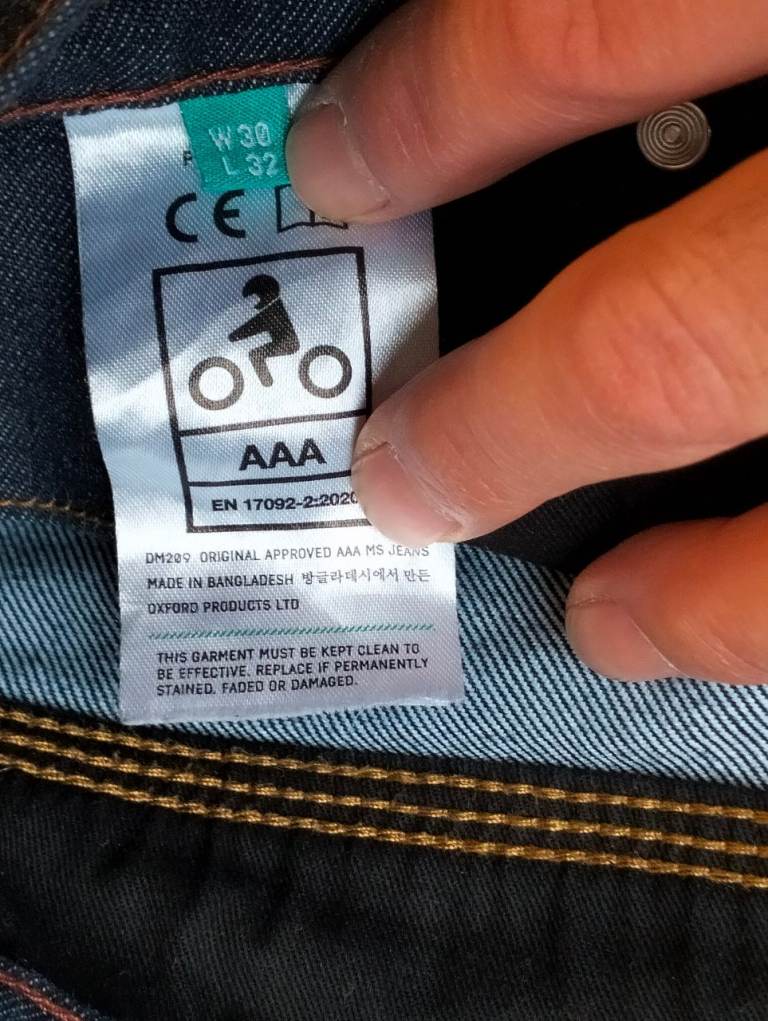 W 30
L 32
P
CE
AAA
EN 17092-2:2020
DM209 ORIGINAL APPROVED AAA MS JEANS
MADE IN BANGLADESH 방글라데시에서 만든
OXFORD PRODUCTS LTD
THIS GARMENT MUST BE KEPT CLEAN TO
BE EFFECTIVE. REPLACE IF PERMANENTLY
STAINED, FADED OR DAMAGED.